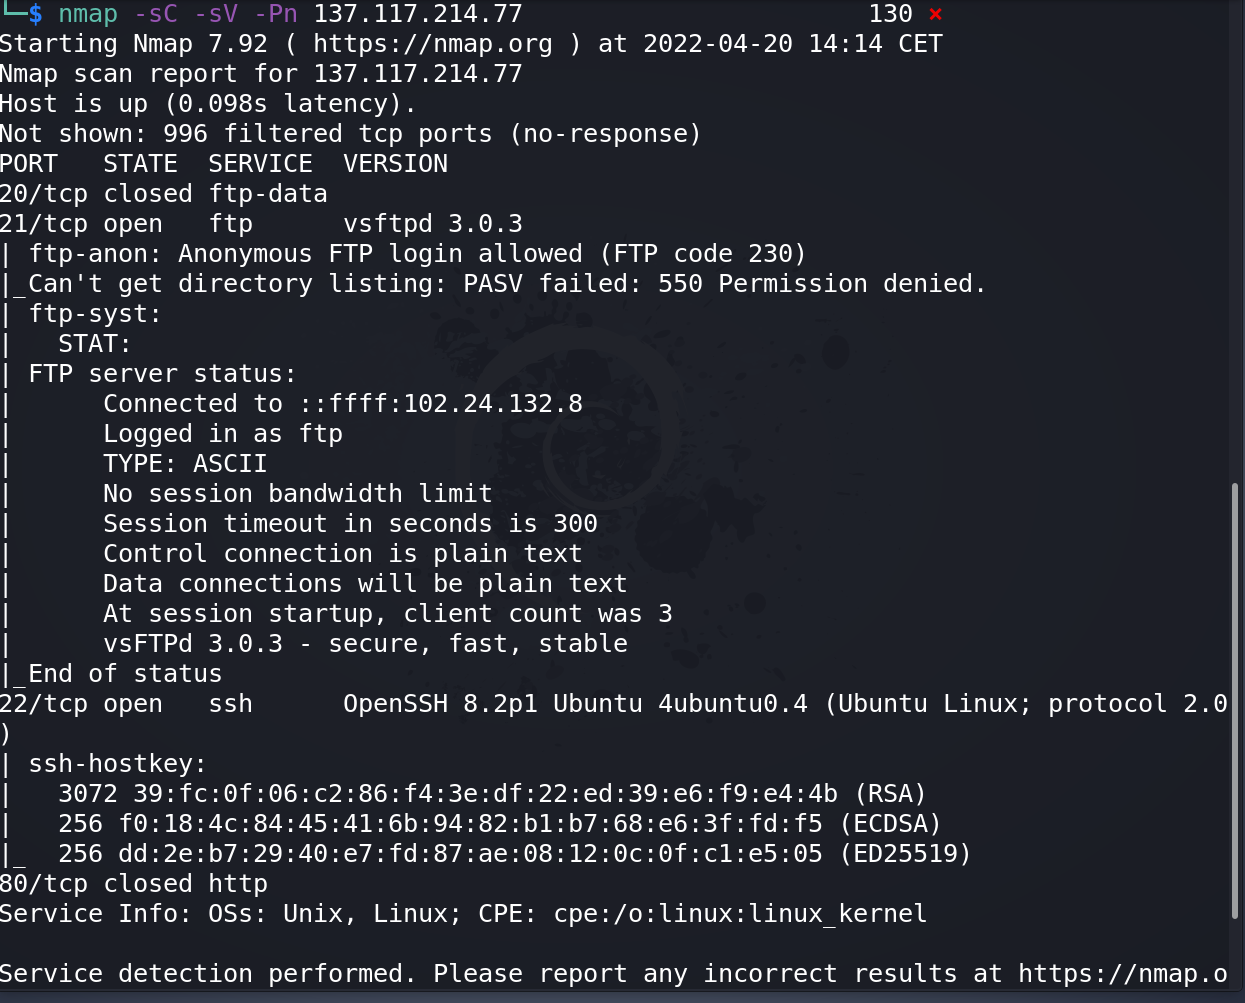 └─$ nmap -sC -sV -Pn 137.117.214.77                       130 ⨯
Starting Nmap 7.92 ( https://nmap.org ) at 2022-04-20 14:14 CET
Nmap scan report for 137.117.214.77
Host is up (0.098s latency).
Not shown: 996 filtered tcp ports (no-response)
PORT   STATE  SERVICE  VERSION
20/tcp closed ftp-data
21/tcp open   ftp      vsftpd 3.0.3
| ftp-anon: Anonymous FTP login allowed (FTP code 230)
|_Can't get directory listing: PASV failed: 550 Permission denied.
| ftp-syst:
|   STAT:
| FTP server status:
|      Connected to ::ffff:102.24.132.8
|      Logged in as ftp
|      TYPE: ASCII
|      No session bandwidth limit
|      Session timeout in seconds is 300
|      Control connection is plain text
|      Data connections will be plain text
|      At session startup, client count was 3
|      vsFTPd 3.0.3 - secure, fast, stable
|_End of status
22/tcp open   ssh      OpenSSH 8.2p1 Ubuntu 4ubuntu0.4 (Ubuntu Linux; protocol 2.0
)
| ssh-hostkey:
|   3072 39:fc:0f:06:c2:86:f4:3e:df:22:ed:39:e6:f9:e4:4b (RSA)
|   256 f0:18:4c:84:45:41:6b:94:82:b1:b7:68:e6:3f:fd:f5 (ECDSA)
|_  256 dd:2e:b7:29:40:e7:fd:87:ae:08:12:0c:0f:c1:e5:05 (ED25519)
80/tcp closed http
Service Info: OSs: Unix, Linux; CPE: cpe:/o:linux:linux_kernel
Service detection performed. Please report any incorrect results at https://nmap.o